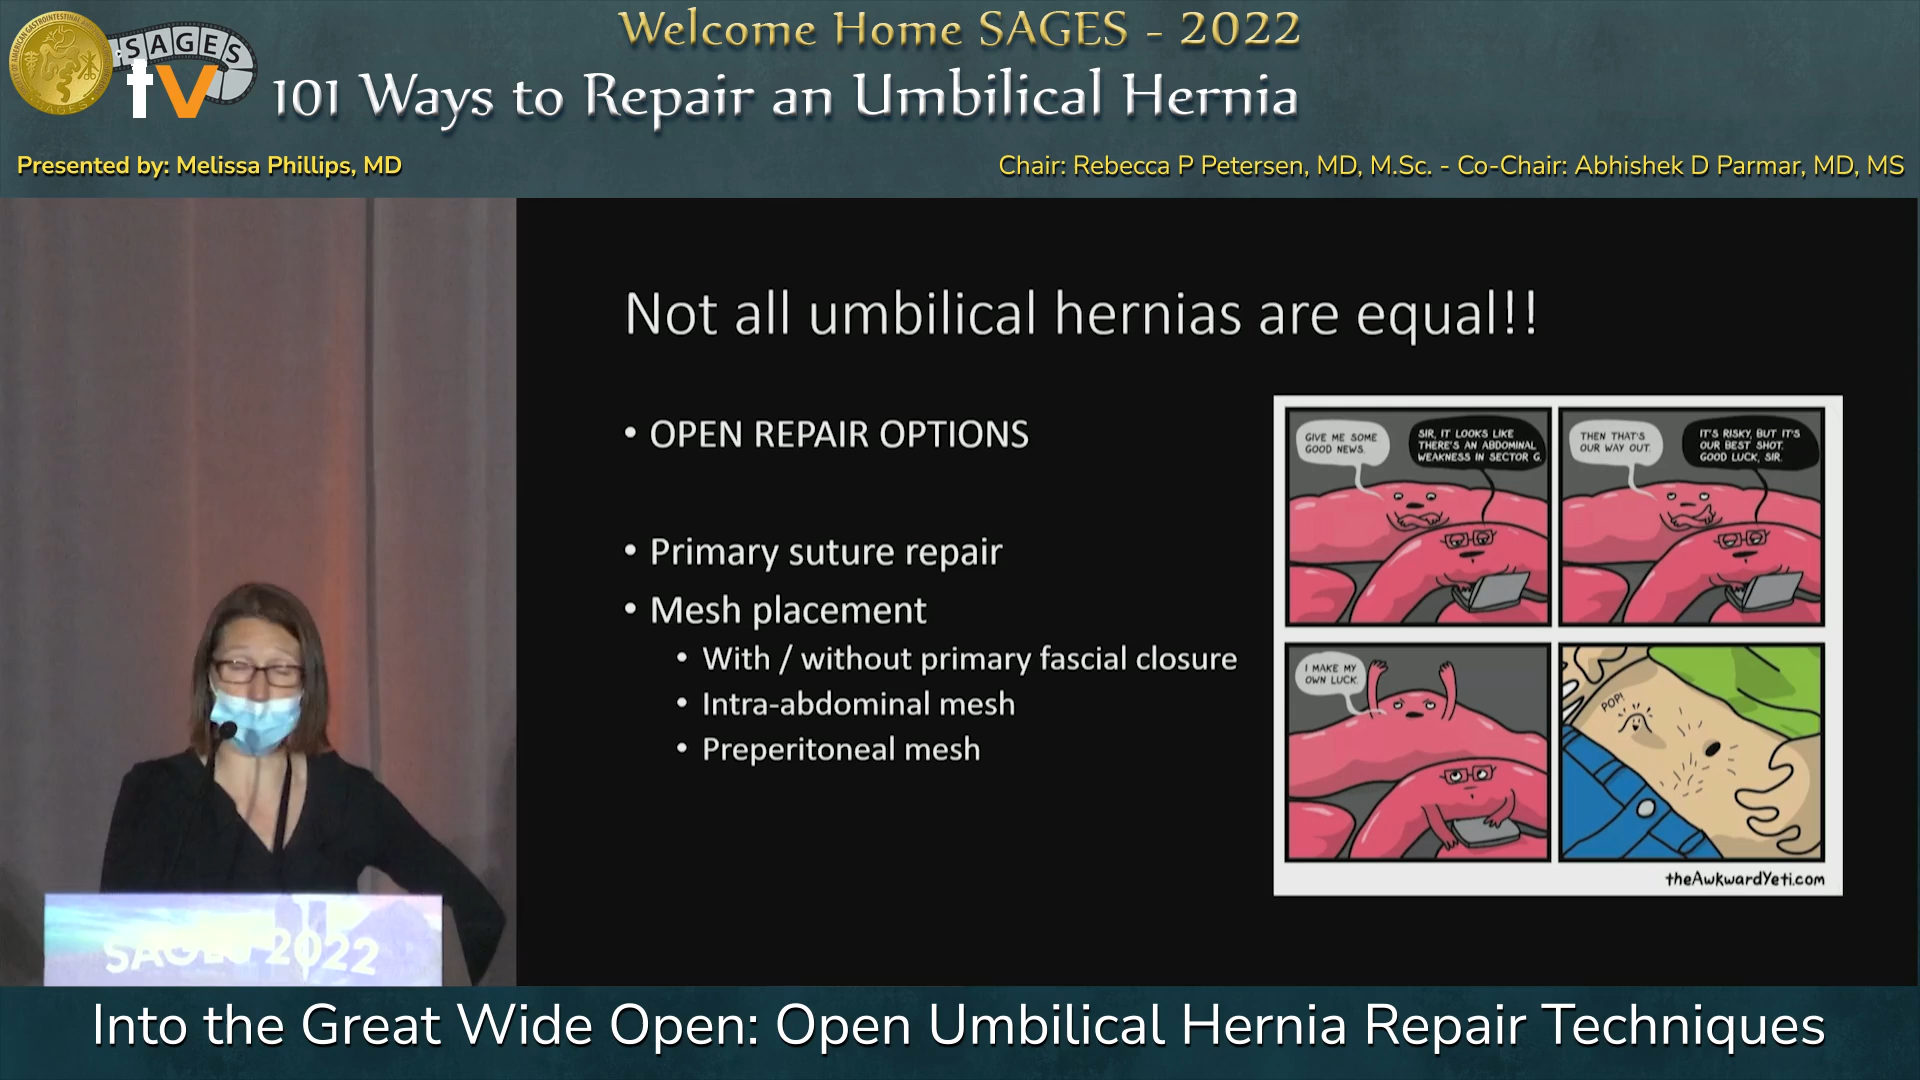 SAGES
tv
Welcome Home SAGES - 2022
101 Ways to Repair an Umbilical Hernia
Presented by: Melissa Phillips, MD
Chair: Rebecca P Petersen, MD, M.Sc. - Co-Chair: Abhishek D Parmar, MD, MS
Not all umbilical hernias are equal!!
• OPEN REPAIR OPTIONS
• Primary suture repair
• Mesh placement
• With / without primary fascial closure
• Intra-abdominal mesh
• Preperitoneal mesh
GIVE ME SOME
GOOD NEWS.
SIR, IT LOOKS LIKE
THERE'S AN ABDOMINAL
WEAKNESS IN SECTOR G.
THEN THAT'S
OUR WAY OUT.
IT'S RISKY, BUT IT'S
OUR BEST SHOT.
GOOD LUCK, SIR.
I MAKE MY
OWN LUCK.
POP!
theAwkwardYeti.com
SAGES 2022
Into the Great Wide Open: Open Umbilical Hernia Repair Techniques